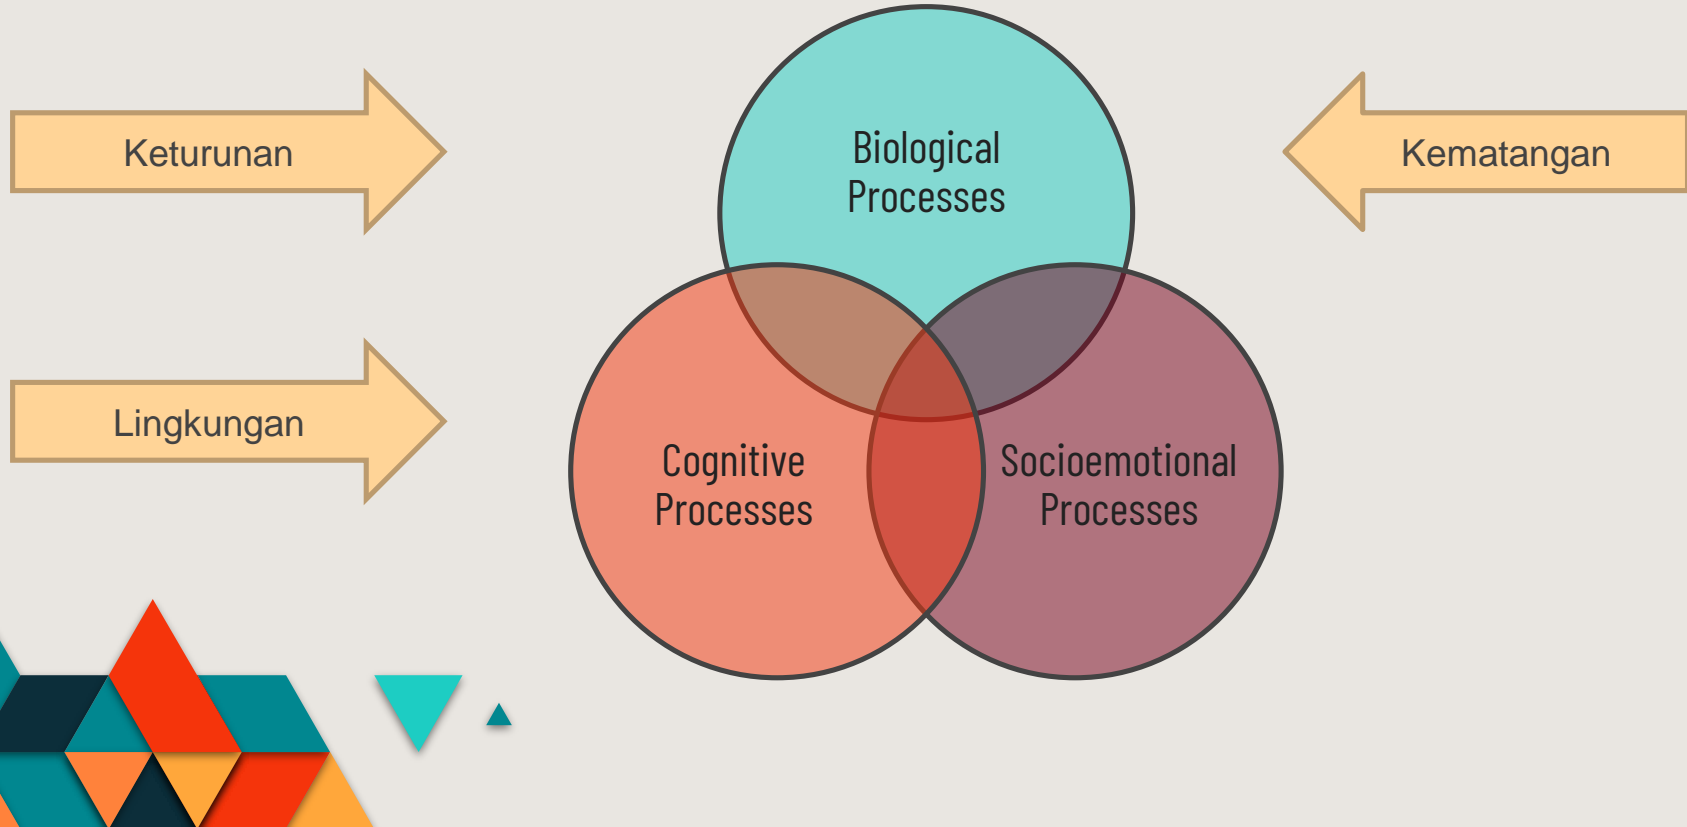 Keturunan
Biological
Processes
Kematangan
Lingkungan
Cognitive
Processes
Socioemotional
Processes